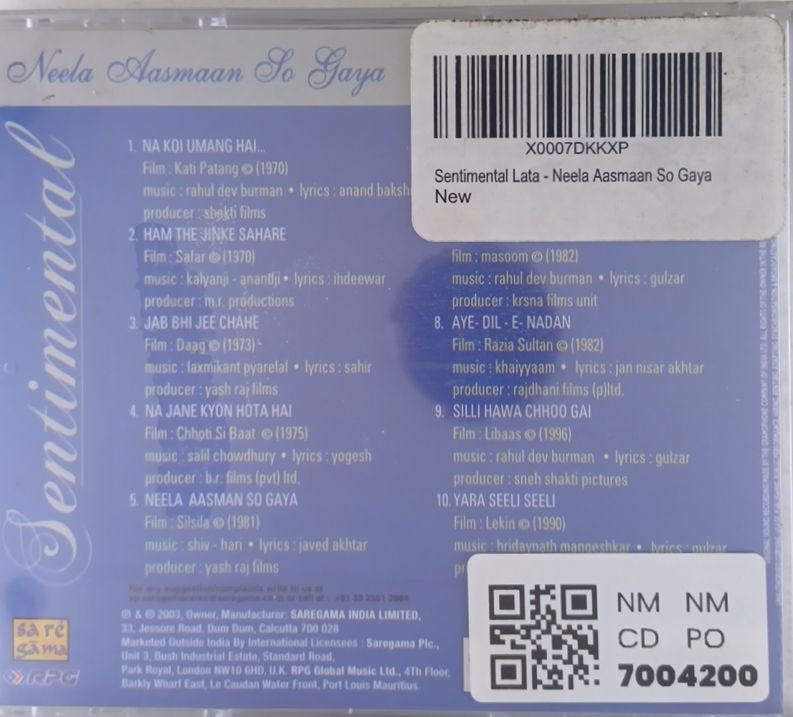 Neela Aasmaan So Gaya
Sentimental
1. NA KOI UMANG HAI...
Film : Kati Patang © (1970)
music : rahul dev burman • lyrics : anand baksh
producer : shakti films
2. HAM THE JINKE SAHARE
Film : Safar © (1970)
music : kalyanji - anandji • lyrics : indeewar
producer : m.r. productions
3. JAB BHI JEE CHAHE
Film : Daag © (1973)
music : laxmikant pyarelal • lyrics : sahir
producer : yash raj films
4. NA JANE KYON HOTA HAI
Film : Chhoti Si Baat © (1975)
music : salil chowdhury • lyrics : yogesh
producer : b.r. films (pvt) ltd.
5. NEELA AASMAN SO GAYA
Film : Silsila © (1981)
music : shiv - hari • lyrics : javed akhtar
producer : yash raj films
X0007DKKXP
Sentimental Lata - Neela Aasmaan So Gaya
New
film : masoom © (1982)
music : rahul dev burman • lyrics : gulzar
producer : krsna films unit
8. AYE- DIL - E- NADAN
Film : Razia Sultan © (1982)
music : khaiyyaam • lyrics : jan nisar akhtar
producer : rajdhani films (p)ltd.
9. SILLI HAWA CHHOO GAI
Film : Libaas © (1996)
music : rahul dev burman • lyrics : gulzar
producer : sneh shakti pictures
10. YARA SEELI SEELI
Film : Lekin © (1990)
music : hridaynath mangeshkar • lyrics : gulzar
For any suggestion/complaints write to us at
℗ & © 2003, Owner, Manufacturer: SAREGAMA INDIA LIMITED,
33, Jessore Road, Dum Dum, Calcutta 700 028
Marketed Outside India By International Licensees : Saregama Plc.,
Unit 3, Bush Industrial Estate, Standard Road,
Park Royal, London NW10 6HD, U.K. RPG Global Music Ltd., 4Th Floor,
Barkly Wharf East, Le Caudan Water Front, Port Louis Mauritius.
sa re
gama
RPG
NM NM
CD PO
7004200